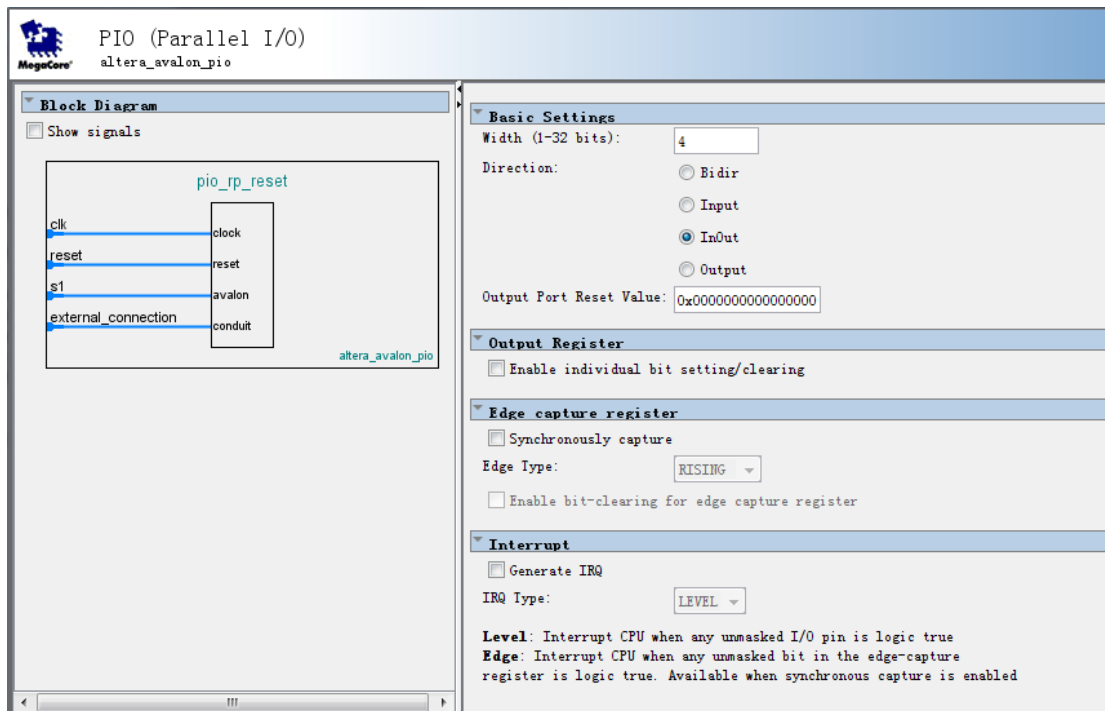 MegaCore®
PIO (Parallel I/O)
altera_avalon_pio
Block Diagram
Show signals
pio_rp_reset
clk
clock
reset
reset
s1
avalon
external_connection
conduit
altera_avalon_pio
Basic Settings
Width (1-32 bits):
4
Direction:
Bidir
Input
InOut
Output
Output Port Reset Value:
0x0000000000000000
Output Register
Enable individual bit setting/clearing
Edge capture register
Synchronously capture
Edge Type:
RISING
Enable bit-clearing for edge capture register
Interrupt
Generate IRQ
IRQ Type:
LEVEL
Level: Interrupt CPU when any unmasked I/O pin is logic true
Edge: Interrupt CPU when any unmasked bit in the edge-capture
register is logic true. Available when synchronous capture is enabled